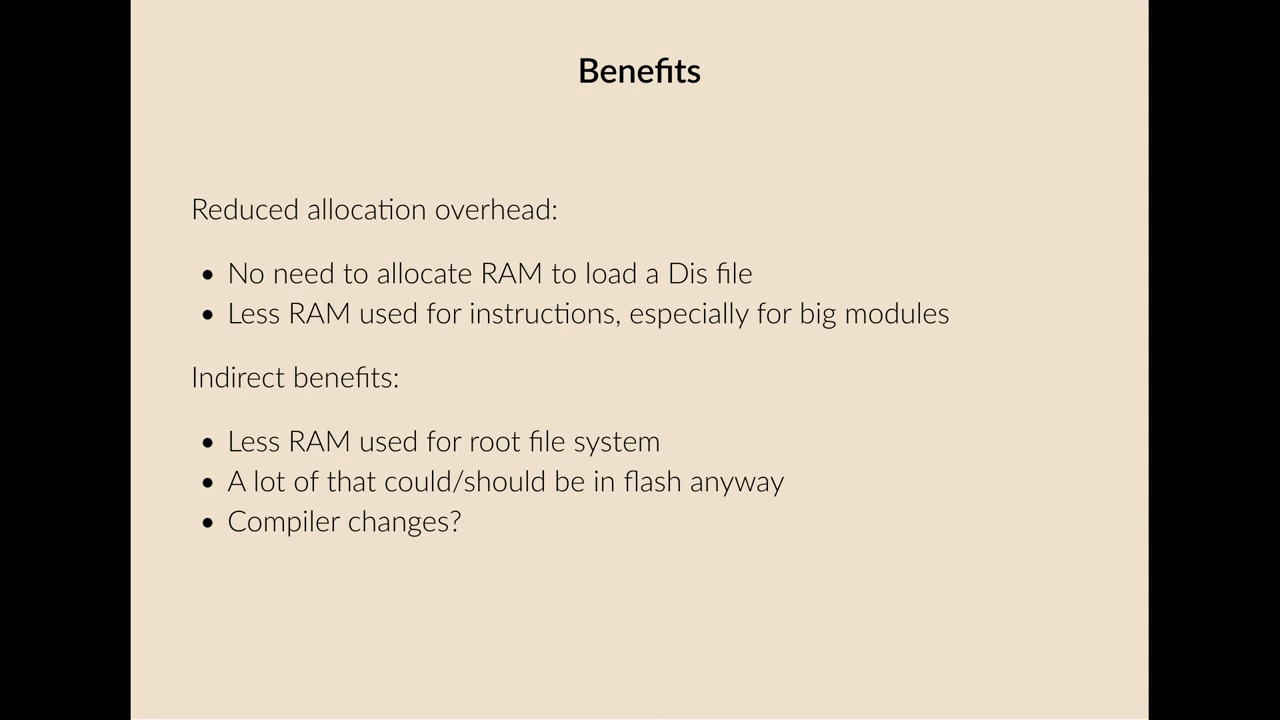 Benefits
Reduced allocation overhead:
• No need to allocate RAM to load a Dis file
• Less RAM used for instructions, especially for big modules
Indirect benefits:
• Less RAM used for root file system
• A lot of that could/should be in flash anyway
• Compiler changes?